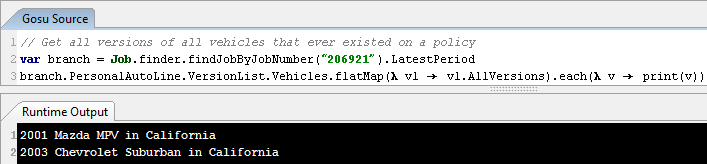 Gosu Source
1 // Get all versions of all vehicles that ever existed on a policy
2 var branch = Job.finder.findJobByJobNumber("206921").LatestPeriod
3 branch.PersonalAutoLine.VersionList.Vehicles.flatMap(λ vl → vl.AllVersions).each(λ v → print(v))
Runtime Output
1 2001 Mazda MPV in California
2 2003 Chevrolet Suburban in California